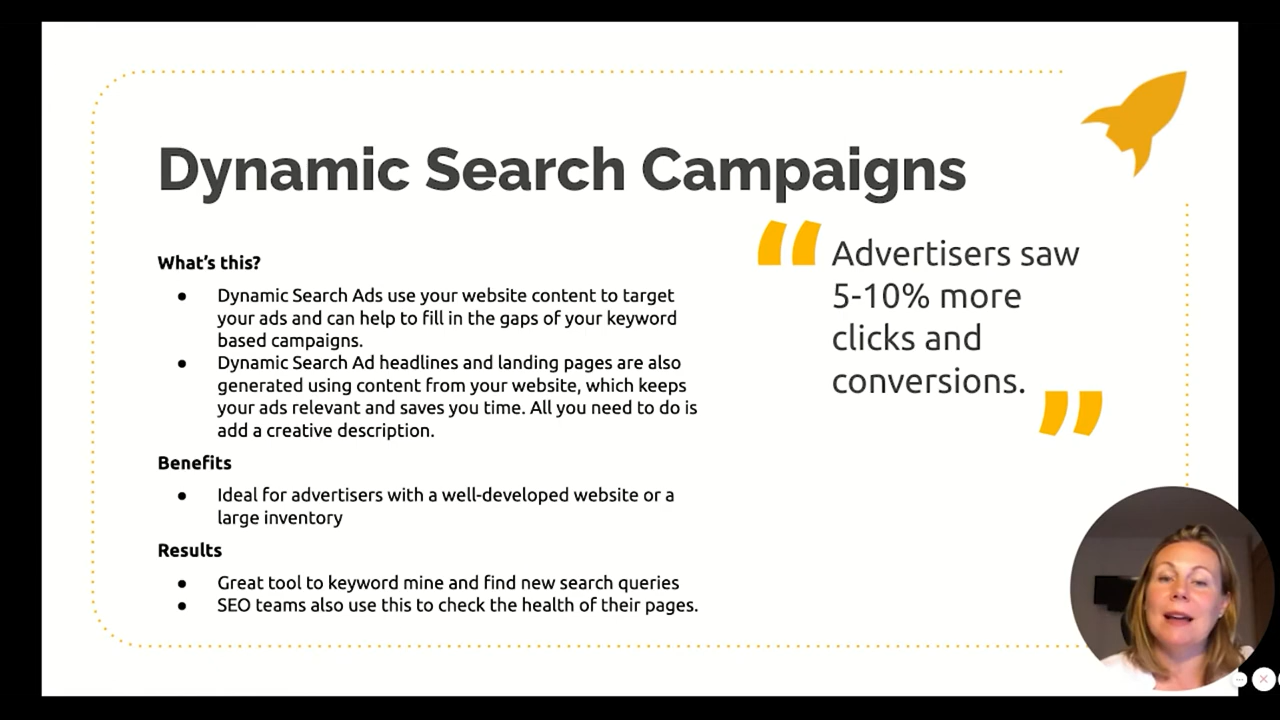 Dynamic Search Campaigns
What's this?
● Dynamic Search Ads use your website content to target
your ads and can help to fill in the gaps of your keyword
based campaigns.
● Dynamic Search Ad headlines and landing pages are also
generated using content from your website, which keeps
your ads relevant and saves you time. All you need to do is
add a creative description.
Benefits
● Ideal for advertisers with a well-developed website or a
large inventory
Results
● Great tool to keyword mine and find new search queries
● SEO teams also use this to check the health of their pages.
“ Advertisers saw
5-10% more
clicks and
conversions. ”